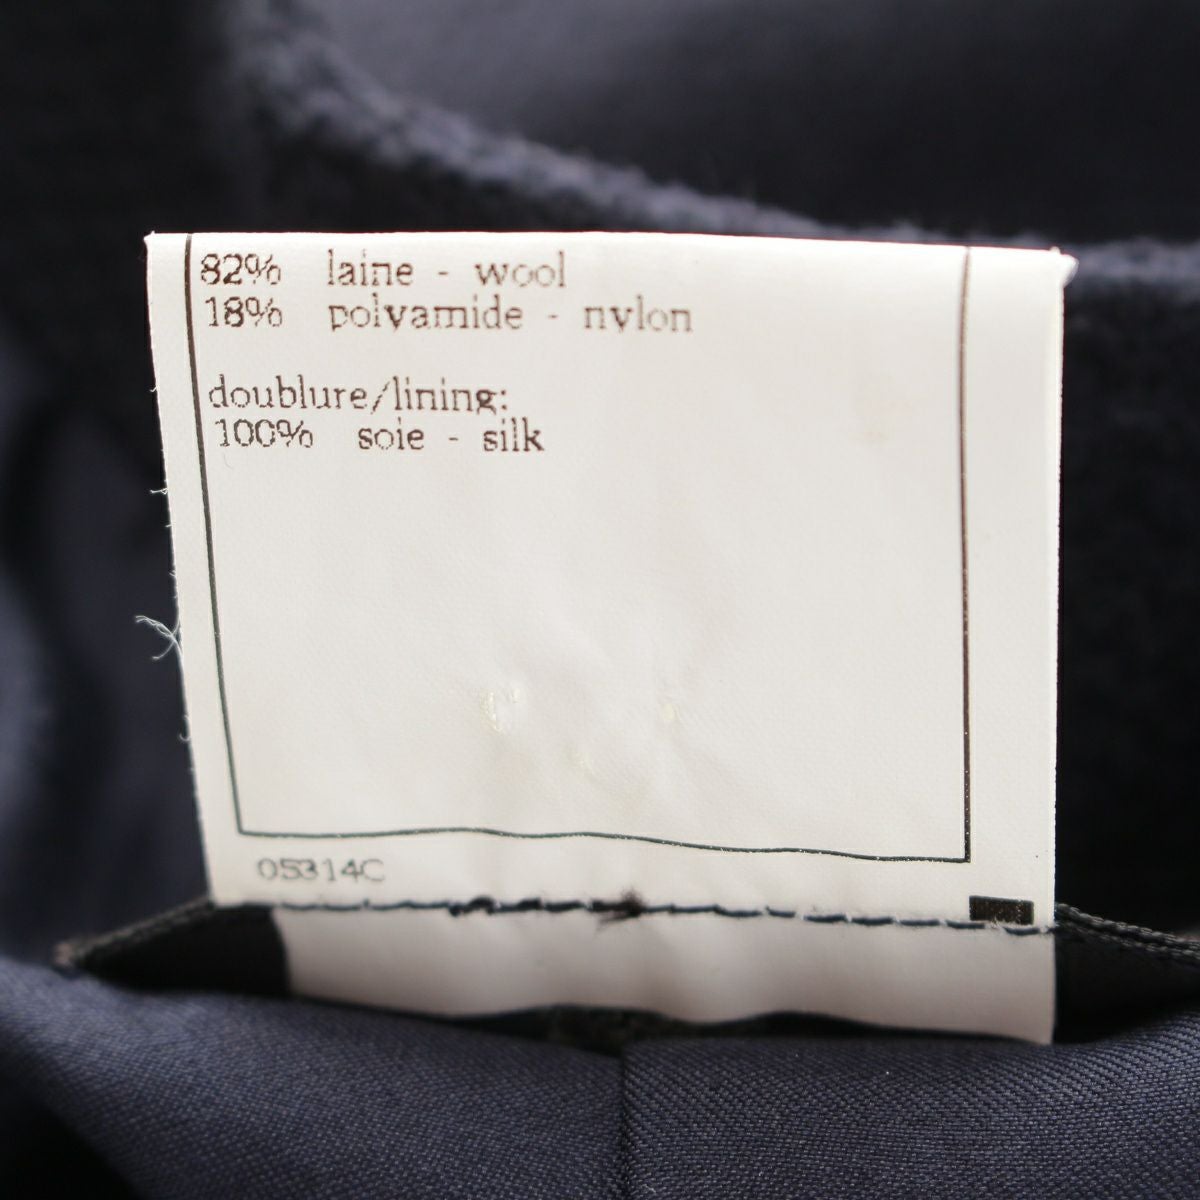 82% laine - wool
18% polyamide - nylon
doublure/lining:
100% soie - silk
05314C